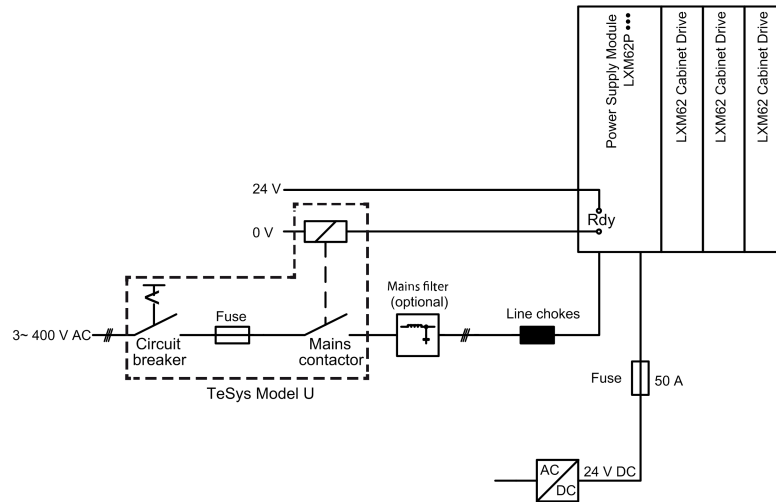 Power Supply Module
LXM62P •••
LXM62 Cabinet Drive
LXM62 Cabinet Drive
LXM62 Cabinet Drive
24 V
0 V
Rdy
3~ 400 V AC
Circuit
breaker
Fuse
Mains
contactor
TeSys Model U
Mains filter
(optional)
Line chokes
Fuse
50 A
AC
DC
24 V DC